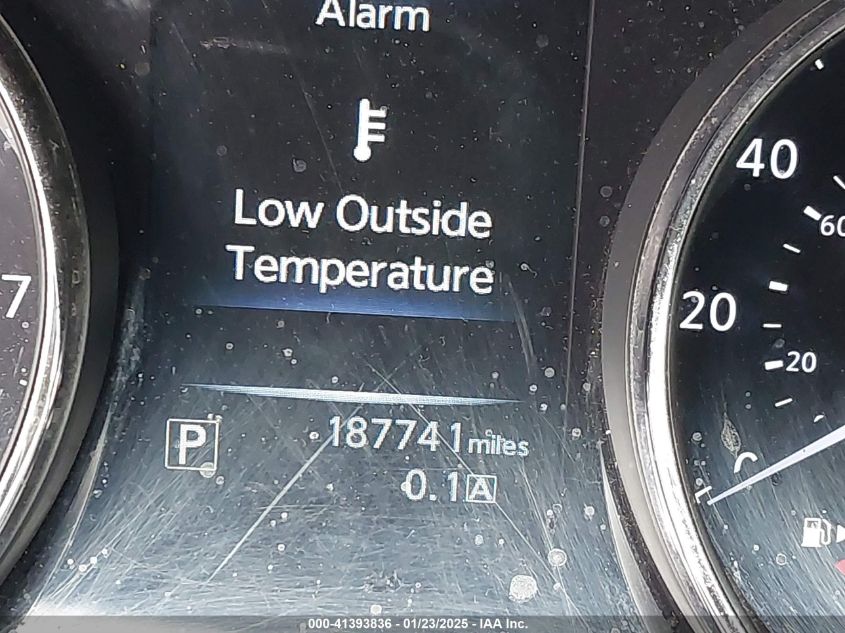 Alarm
Low Outside
Temperature
7
40
60
20
20
P
187741 miles
0.1 A
000-41393836 - 01/23/2025 - IAA Inc.